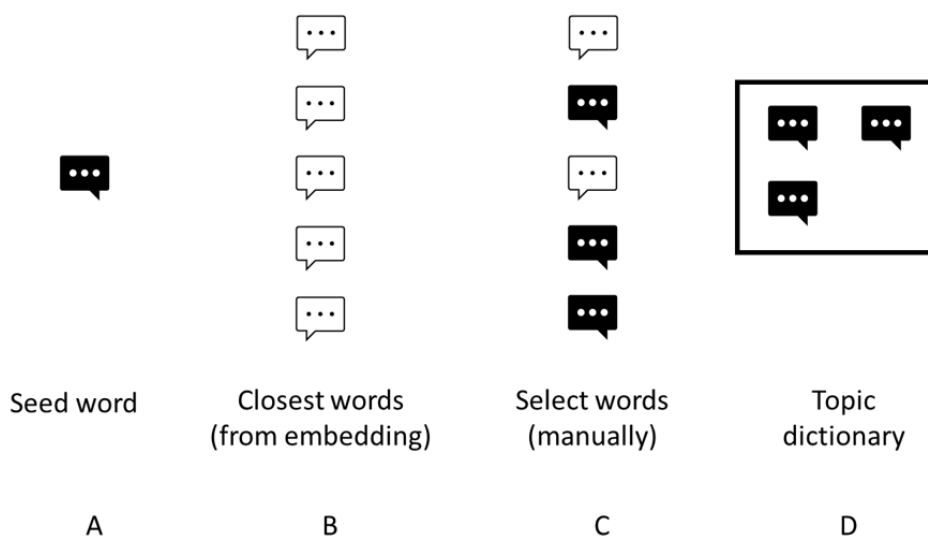 Seed word
Closest words
(from embedding)
Select words
(manually)
Topic
dictionary
A
B
C
D